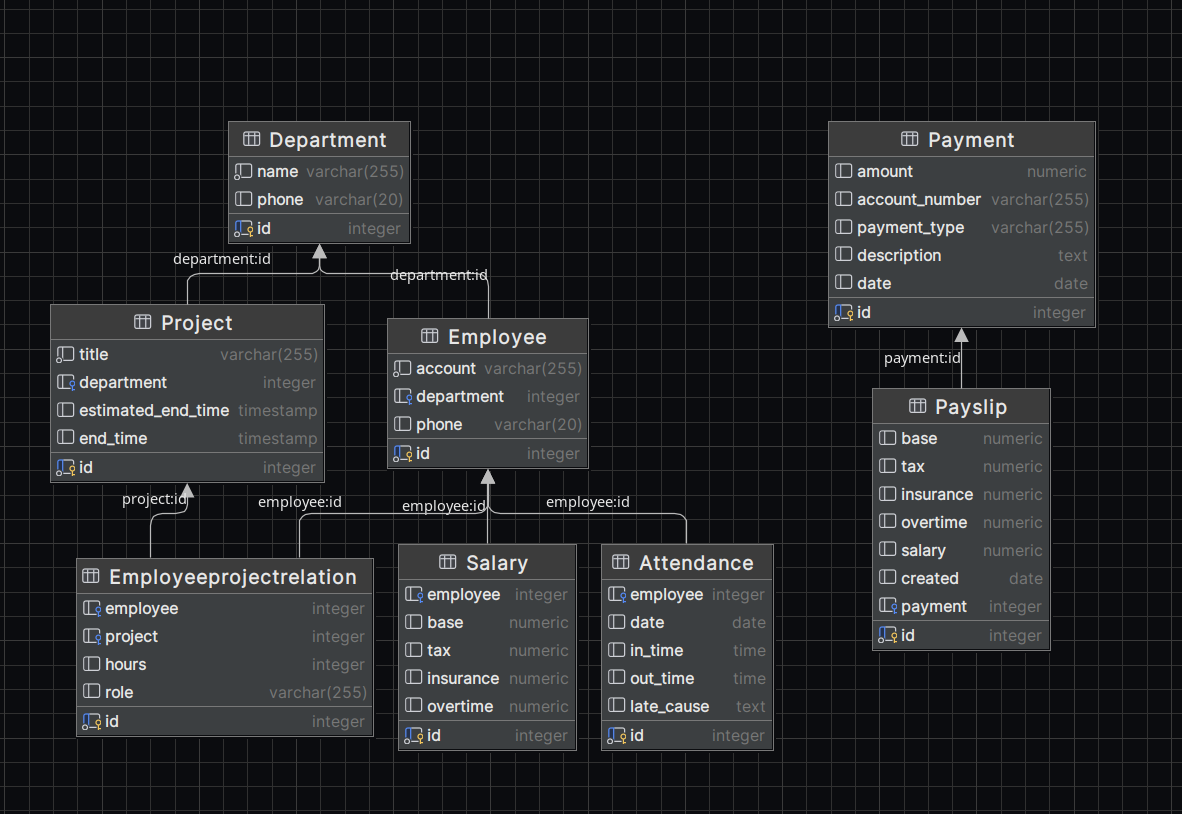 Department
name varchar(255)
phone varchar(20)
id integer
Payment
amount numeric
account_number varchar(255)
payment_type varchar(255)
description text
date date
id integer
department:id
department:id
Project
title varchar(255)
department integer
estimated_end_time timestamp
end_time timestamp
id integer
Employee
account varchar(255)
department integer
phone varchar(20)
id integer
payment:id
Payslip
base numeric
tax numeric
insurance numeric
overtime numeric
salary numeric
created date
payment integer
id integer
project:id
employee:id
employee:id
employee:id
Employeeprojectrelation
employee integer
project integer
hours integer
role varchar(255)
id integer
Salary
employee integer
base numeric
tax numeric
insurance numeric
overtime numeric
id integer
Attendance
employee integer
date date
in_time time
out_time time
late_cause text
id integer